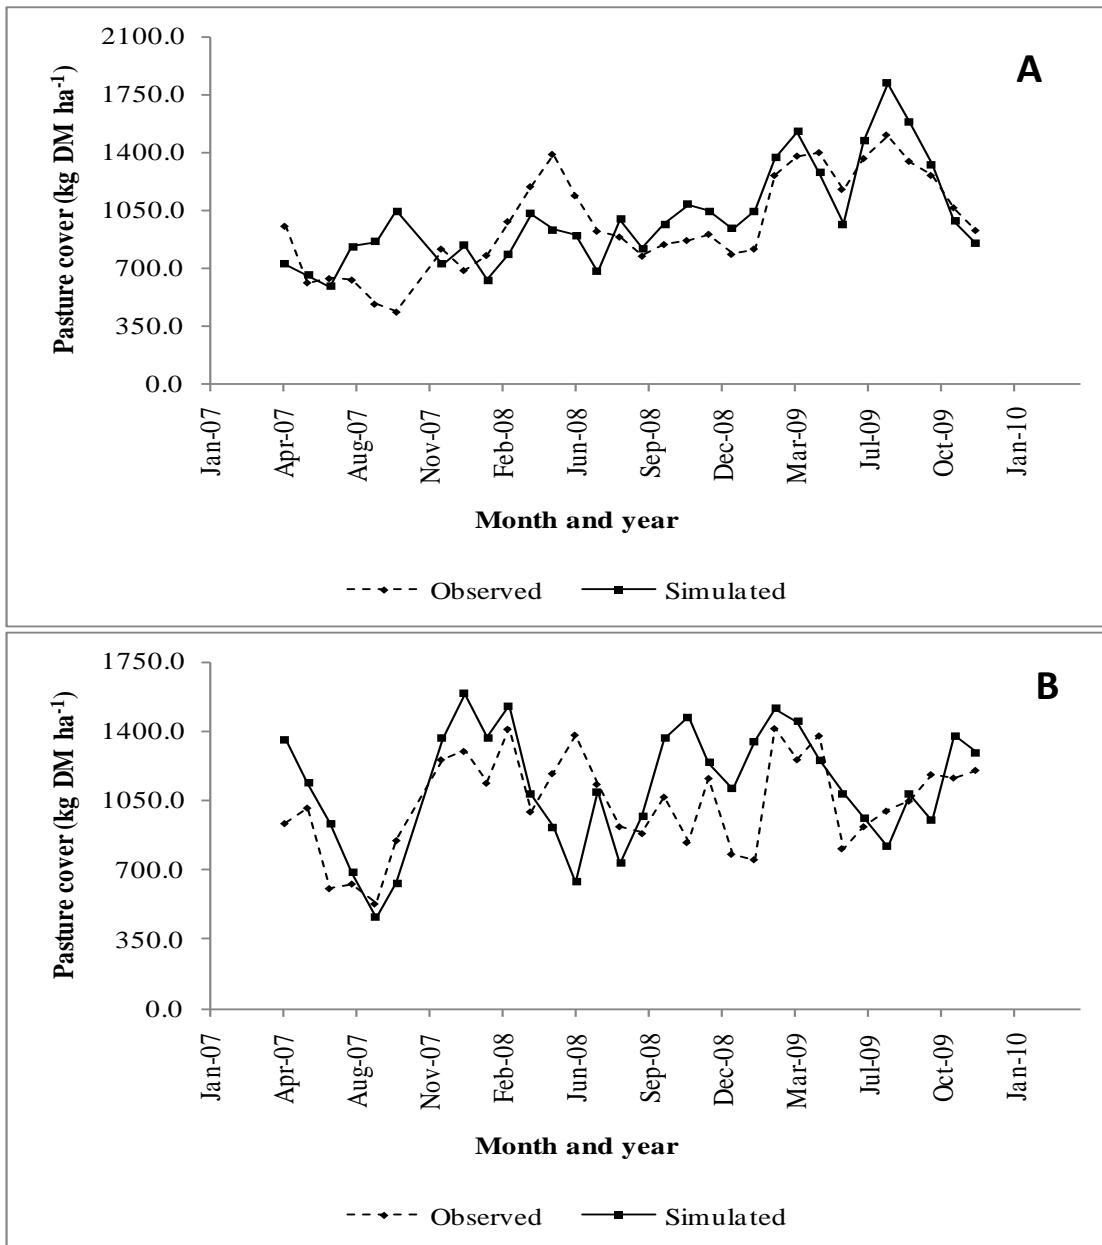 2100.0
1750.0
1400.0
1050.0
700.0
350.0
0.0
Pasture cover (kg DM ha-1)
A
Jan-07 Apr-07 Aug-07 Nov-07 Feb-08 Jun-08 Sep-08 Dec-08 Mar-09 Jul-09 Oct-09 Jan-10
Month and year
Observed Simulated
1750.0
1400.0
1050.0
700.0
350.0
0.0
Pasture cover (kg DM ha-1)
B
Jan-07 Apr-07 Aug-07 Nov-07 Feb-08 Jun-08 Sep-08 Dec-08 Mar-09 Jul-09 Oct-09 Jan-10
Month and year
Observed Simulated